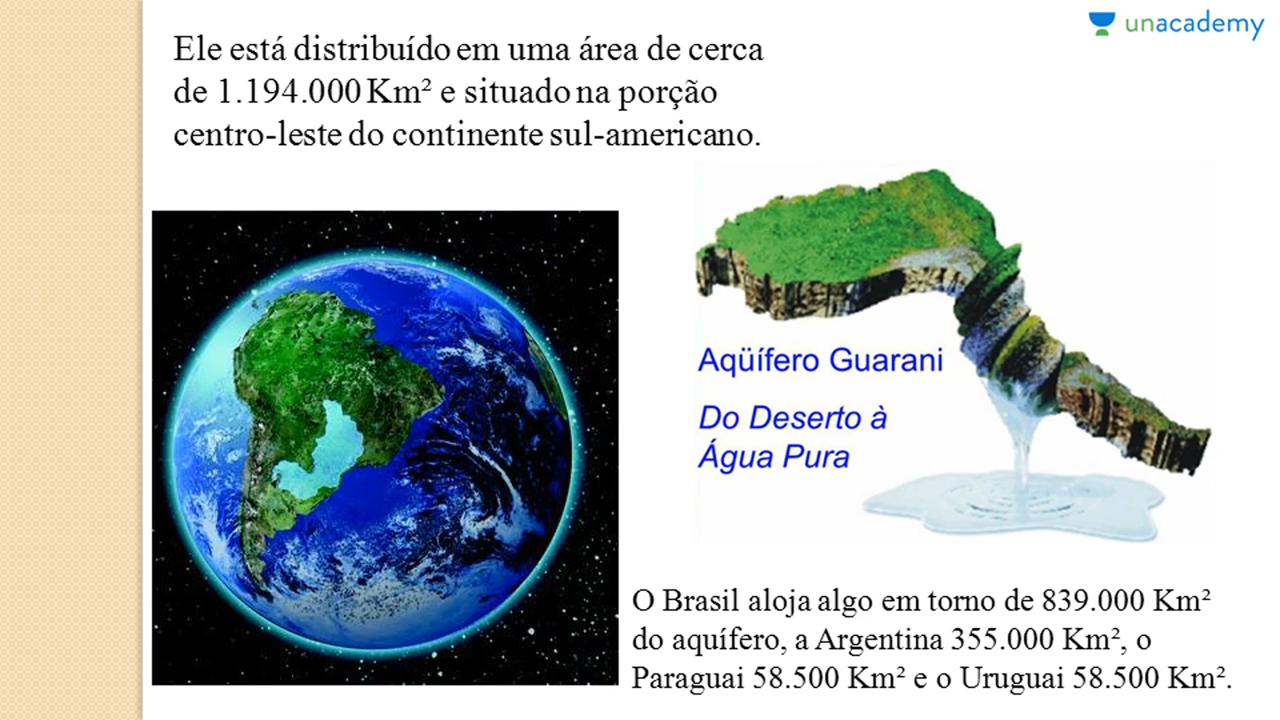 unacademy
Ele está distribuído em uma área de cerca
de 1.194.000 Km² e situado na porção
centro-leste do continente sul-americano.
Aqüífero Guarani
Do Deserto à
Água Pura
O Brasil aloja algo em torno de 839.000 Km²
do aquífero, a Argentina 355.000 Km², o
Paraguai 58.500 Km² e o Uruguai 58.500 Km².